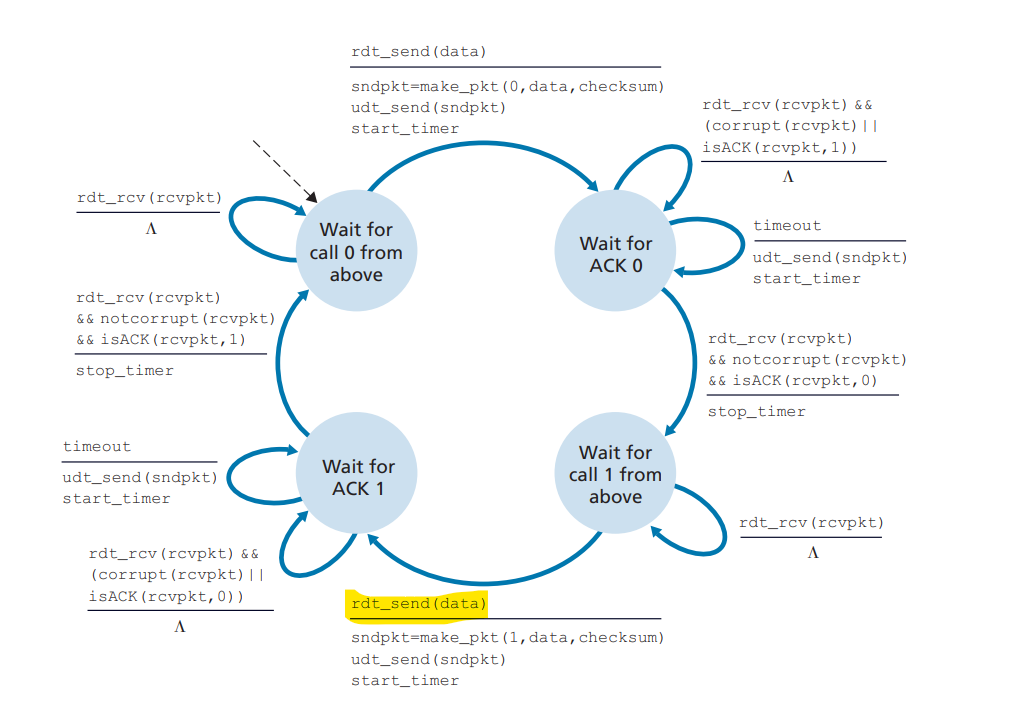 rdt_send(data)
sndpkt=make_pkt(0,data,checksum)
udt_send(sndpkt)
start_timer
rdt_rcv(rcvpkt) &&
(corrupt(rcvpkt)||
isACK(rcvpkt,1))
Λ
rdt_rcv(rcvpkt)
Λ
Wait for
call 0 from
above
Wait for
ACK 0
timeout
udt_send(sndpkt)
start_timer
rdt_rcv(rcvpkt)
&& notcorrupt(rcvpkt)
&& isACK(rcvpkt,1)
stop_timer
rdt_rcv(rcvpkt)
&& notcorrupt(rcvpkt)
&& isACK(rcvpkt,0)
stop_timer
timeout
udt_send(sndpkt)
start_timer
Wait for
ACK 1
Wait for
call 1 from
above
rdt_rcv(rcvpkt)
Λ
rdt_rcv(rcvpkt) &&
(corrupt(rcvpkt)||
isACK(rcvpkt,0))
Λ
rdt_send(data)
sndpkt=make_pkt(1,data,checksum)
udt_send(sndpkt)
start_timer